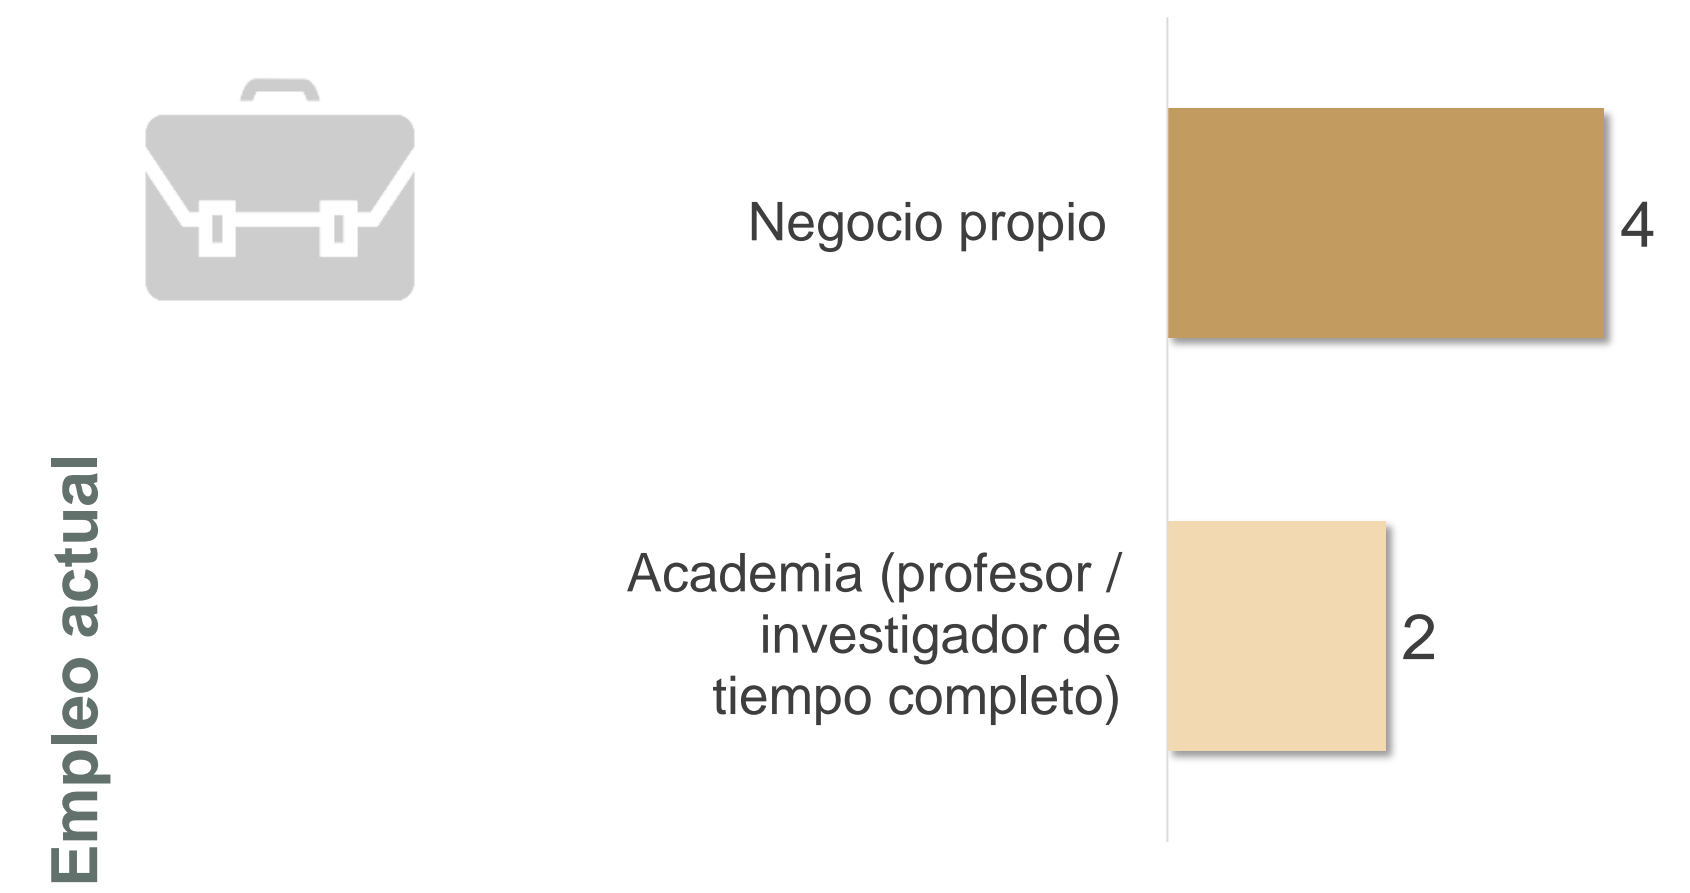 Negocio propio
4
Academia (profesor /
investigador de
tiempo completo)
2
Empleo actual